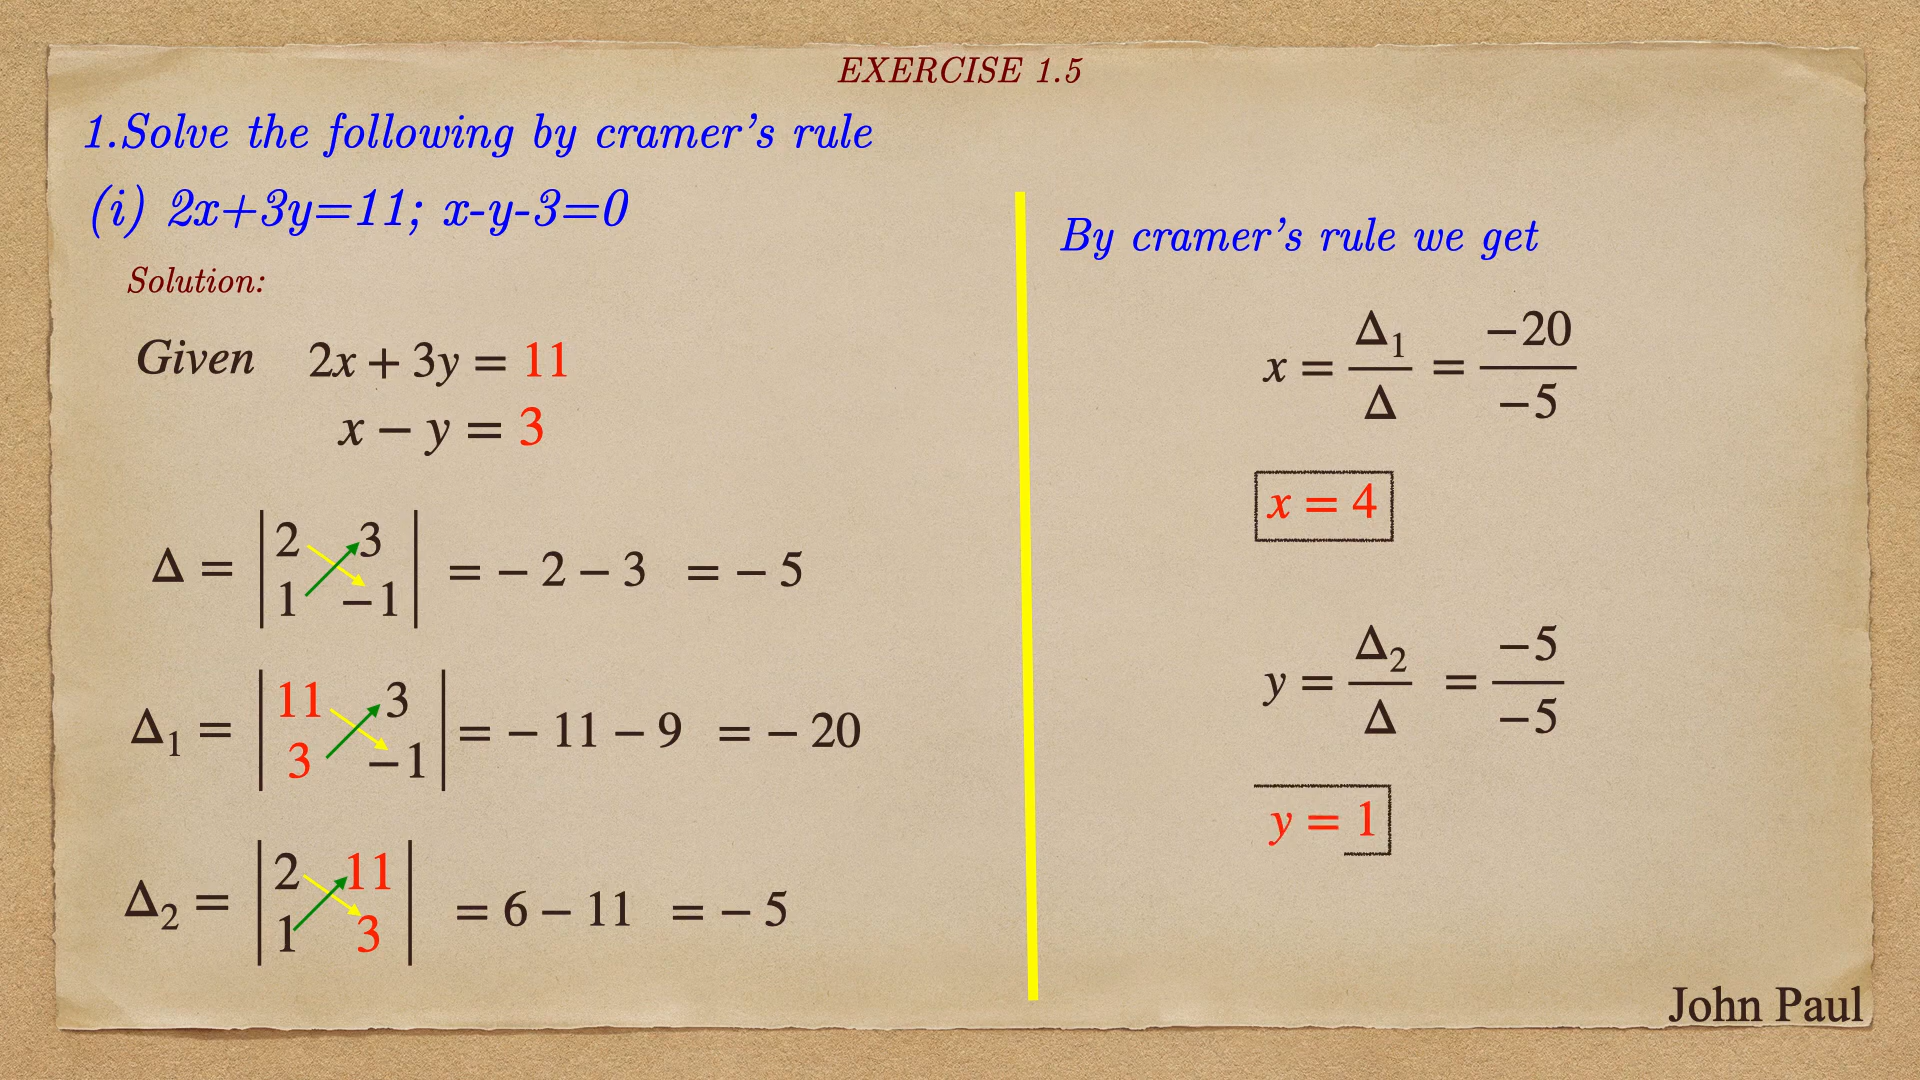 EXERCISE 1.5
1.Solve the following by cramer's rule
(i) 2x+3y=11; x-y-3=0
Solution:
Given 2x + 3y = 11
x − y = 3
Δ = | 2 3 |
| 1 −1 | = − 2 − 3 = − 5
Δ₁ = | 11 3 |
| 3 −1 | = − 11 − 9 = − 20
Δ₂ = | 2 11 |
| 1 3 | = 6 − 11 = − 5
By cramer's rule we get
x = Δ₁/Δ = −20/−5
x = 4
y = Δ₂/Δ = −5/−5
y = 1
John Paul